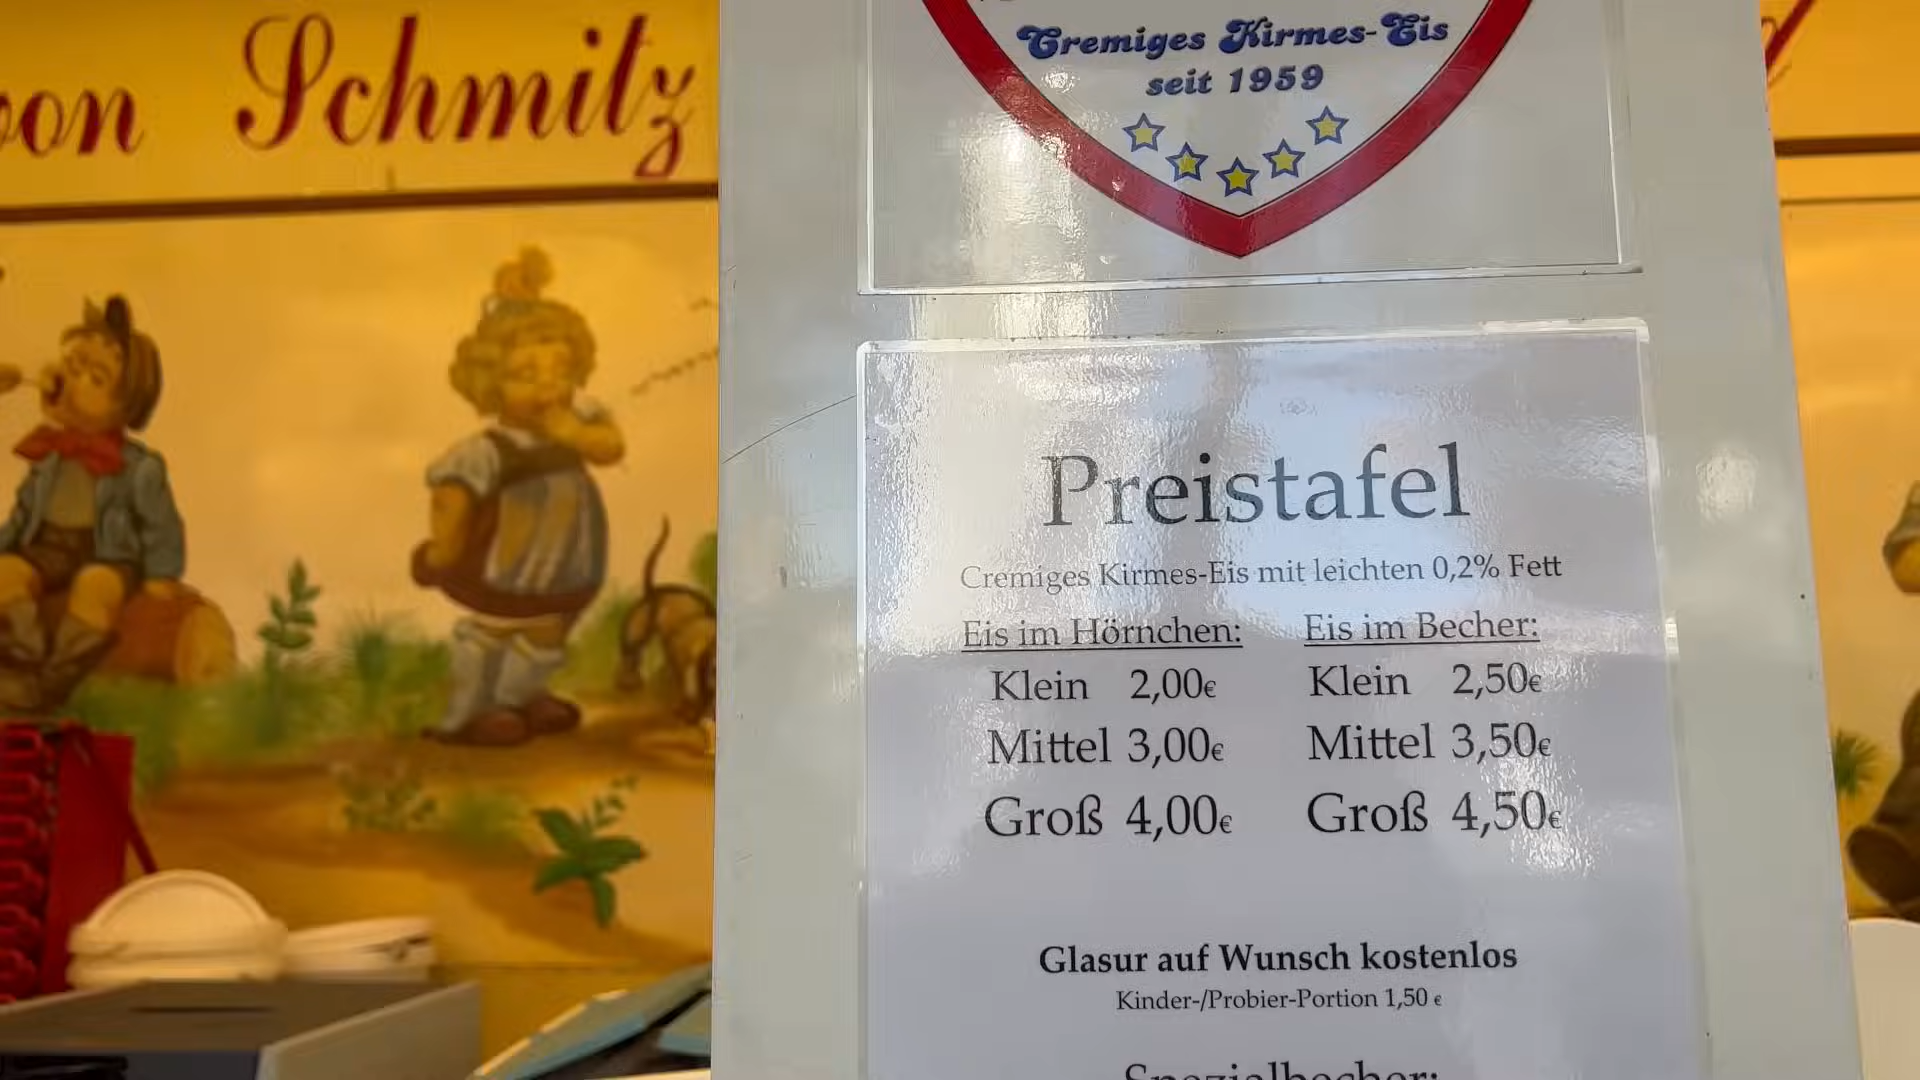 von Schmitz
Cremiges Kirmes-Eis
seit 1959
Preistafel
Cremiges Kirmes-Eis mit leichten 0,2% Fett
Eis im Hörnchen: Eis im Becher:
Klein 2,00€ Klein 2,50€
Mittel 3,00€ Mittel 3,50€
Groß 4,00€ Groß 4,50€
Glasur auf Wunsch kostenlos
Kinder-/Probier-Portion 1,50 €
Spezialbecher: